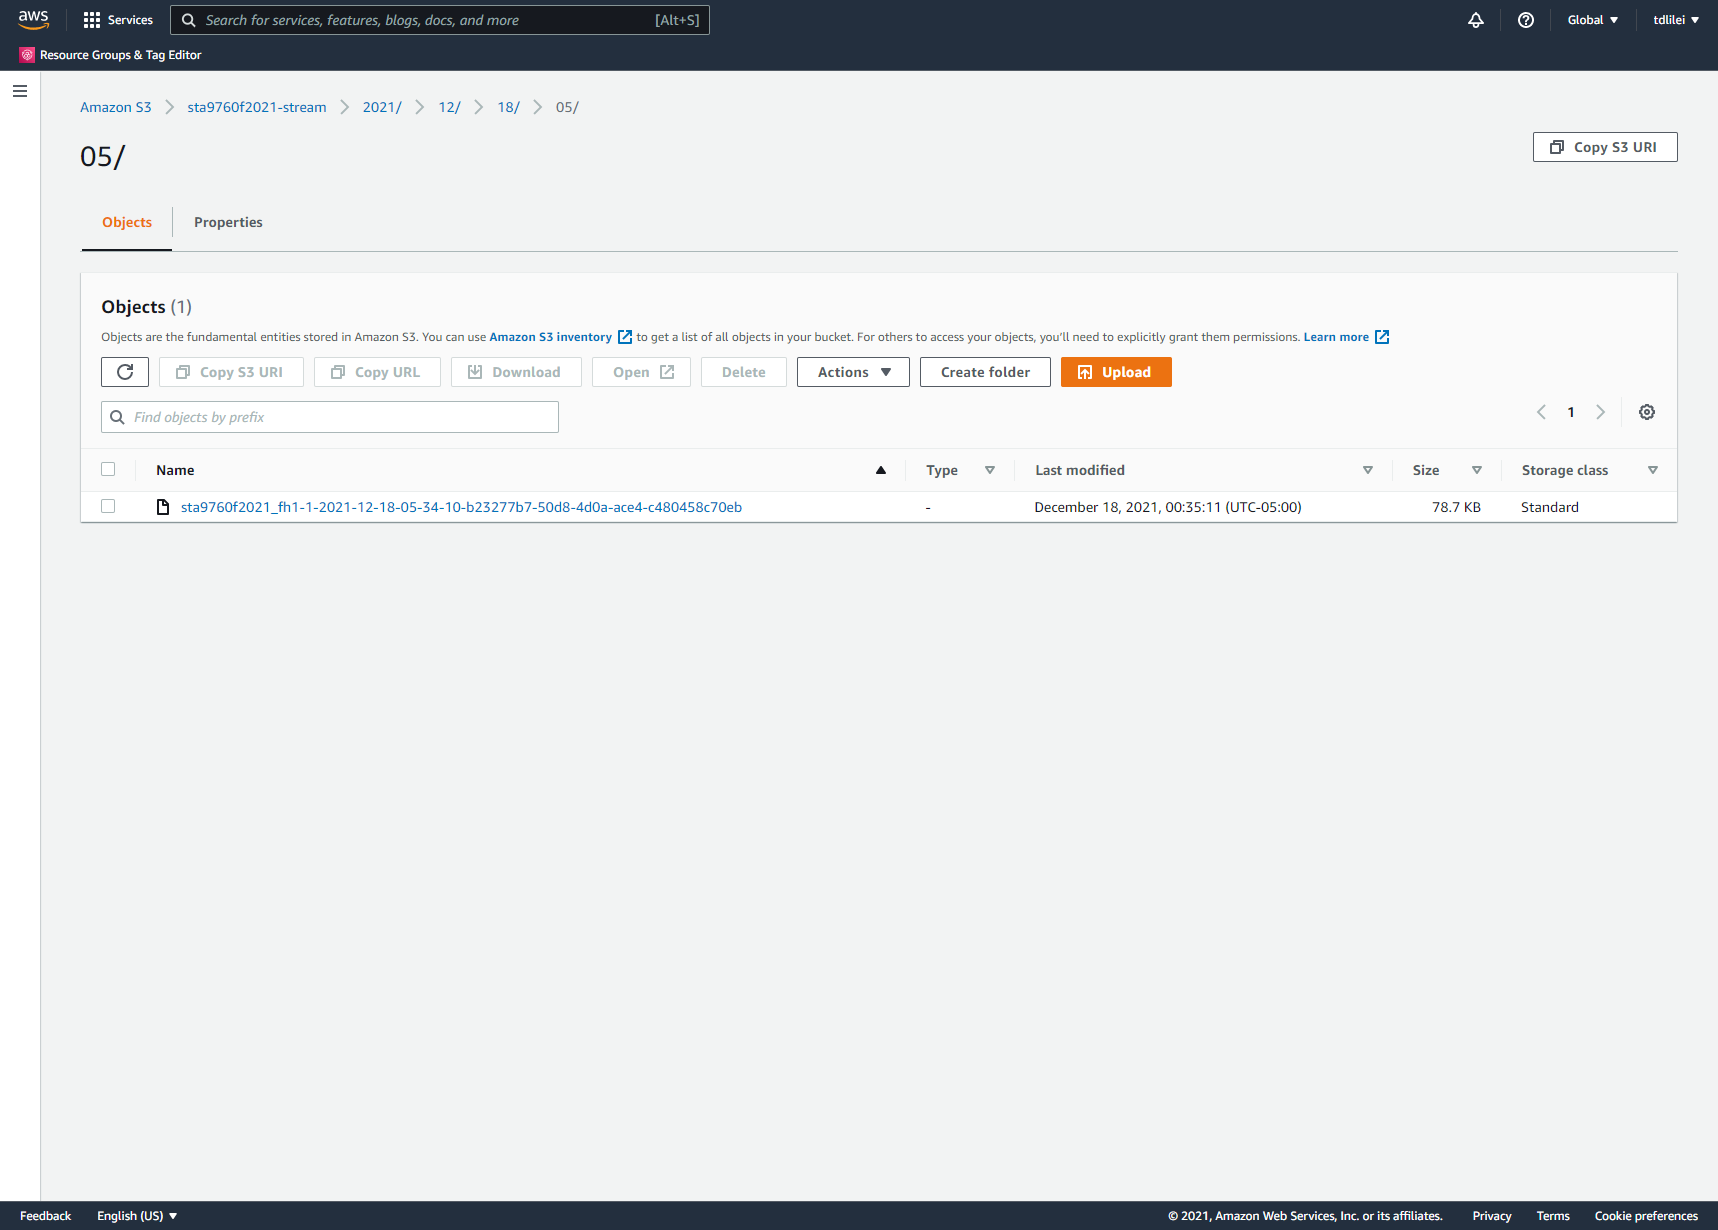 aws Services Search for services, features, blogs, docs, and more [Alt+S] Global ▼ tdlilei ▼
Resource Groups & Tag Editor
Amazon S3 > sta9760f2021-stream > 2021/ > 12/ > 18/ > 05/
05/
Copy S3 URI
Objects Properties
Objects (1)
Objects are the fundamental entities stored in Amazon S3. You can use Amazon S3 inventory to get a list of all objects in your bucket. For others to access your objects, you'll need to explicitly grant them permissions. Learn more
Copy S3 URI Copy URL Download Open Delete Actions ▼ Create folder Upload
Find objects by prefix
1
Name Type Last modified Size Storage class
sta9760f2021_fh1-1-2021-12-18-05-34-10-b23277b7-50d8-4d0a-ace4-c480458c70eb - December 18, 2021, 00:35:11 (UTC-05:00) 78.7 KB Standard
Feedback English (US) ▼ © 2021, Amazon Web Services, Inc. or its affiliates. Privacy Terms Cookie preferences